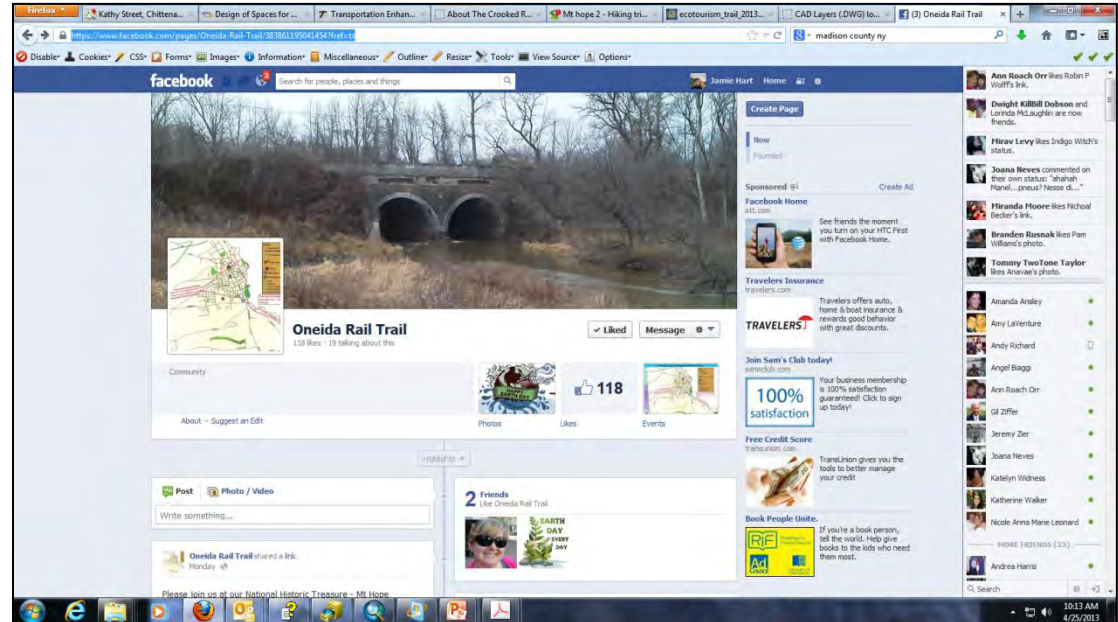 Firefox
Kathy Street, Chittena...
Design of Spaces for ...
Transportation Enhan...
About The Crooked R...
Mt hope 2 - Hiking tri...
ecotourism_trail_2013...
CAD Layers (.DWG) lo...
(3) Oneida Rail Trail
https://www.facebook.com/pages/Oneida-Rail-Trail/383861195041454?fref=ts
madison county ny
Disable Cookies CSS Forms Images Information Miscellaneous Outline Resize Tools View Source Options
facebook
3
Search for people, places and things
Jamie Hart Home
Create Page
Now
Founded
Oneida Rail Trail
118 likes · 19 talking about this
Liked
Message
Community
About – Suggest an Edit
HAPPY
EARTH DAY
Photos
118
Likes
Events
Highlights
Post
Photo / Video
Write something...
Oneida Rail Trail shared a link.
Monday
Please join us at our National Historic Treasure - Mt Hope
2 Friends
Like Oneida Rail Trail
EARTH
DAY
EVERY
DAY
Sponsored
Create Ad
Facebook Home
att.com
See friends the moment
you turn on your HTC First
with Facebook Home.
Travelers Insurance
travelers.com
TRAVELERS
Travelers offers auto,
home & boat insurance &
rewards good behavior
with great discounts.
Join Sam's Club today!
samsclub.com
100%
satisfaction
Your business membership
is 100% satisfaction
guaranteed! Click to sign
up today!
Free Credit Score
transunion.com
TransUnion gives you the
tools to better manage
your credit
Book People Unite.
RIF
Ad
Council
If you're a book person,
tell the world. Help give
books to the kids who need
them most.
Ann Roach Orr likes Robin F
Wolff's link.
Dwight KillBill Dobson and
Lorinda McLaughlin are now
friends.
Mirav Levy likes Indigo Witch's
status.
Joana Neves commented on
their own status: "ahahah
Manel...pneus? Nesse di..."
Miranda Moore likes Nichoal
Becker's link.
Branden Rusnak likes Pam
Williams's photo.
Tommy TwoTone Taylor
likes Anavae's photo.
Amanda Ansley
Amy LaVenture
Andy Richard
Angel Biaggi
Ann Roach Orr
Gil Ziffer
Jeremy Zier
Joana Neves
Katelyn Widness
Katherine Walker
Nicole Anna Marie Leonard
MORE FRIENDS (33)
Andrea Harris
Search
10:13 AM
4/25/2013